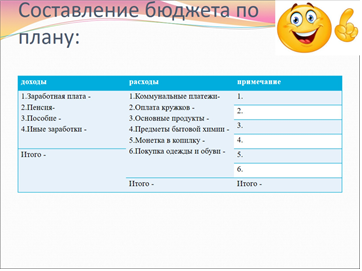 Составление бюджета по
плану:
доходы расходы примечание
1.Заработная плата -
2.Пенсия-
3.Пособие -
4.Иные заработки -
Итого -
1.Коммунальные платежи-
2.Оплата кружков -
3.Основные продукты -
4.Предметы бытовой химии -
5.Монетка в копилку -
6.Покупка одежды и обуви -
Итого -
1.
2.
3.
4.
5.
6.
Итого -